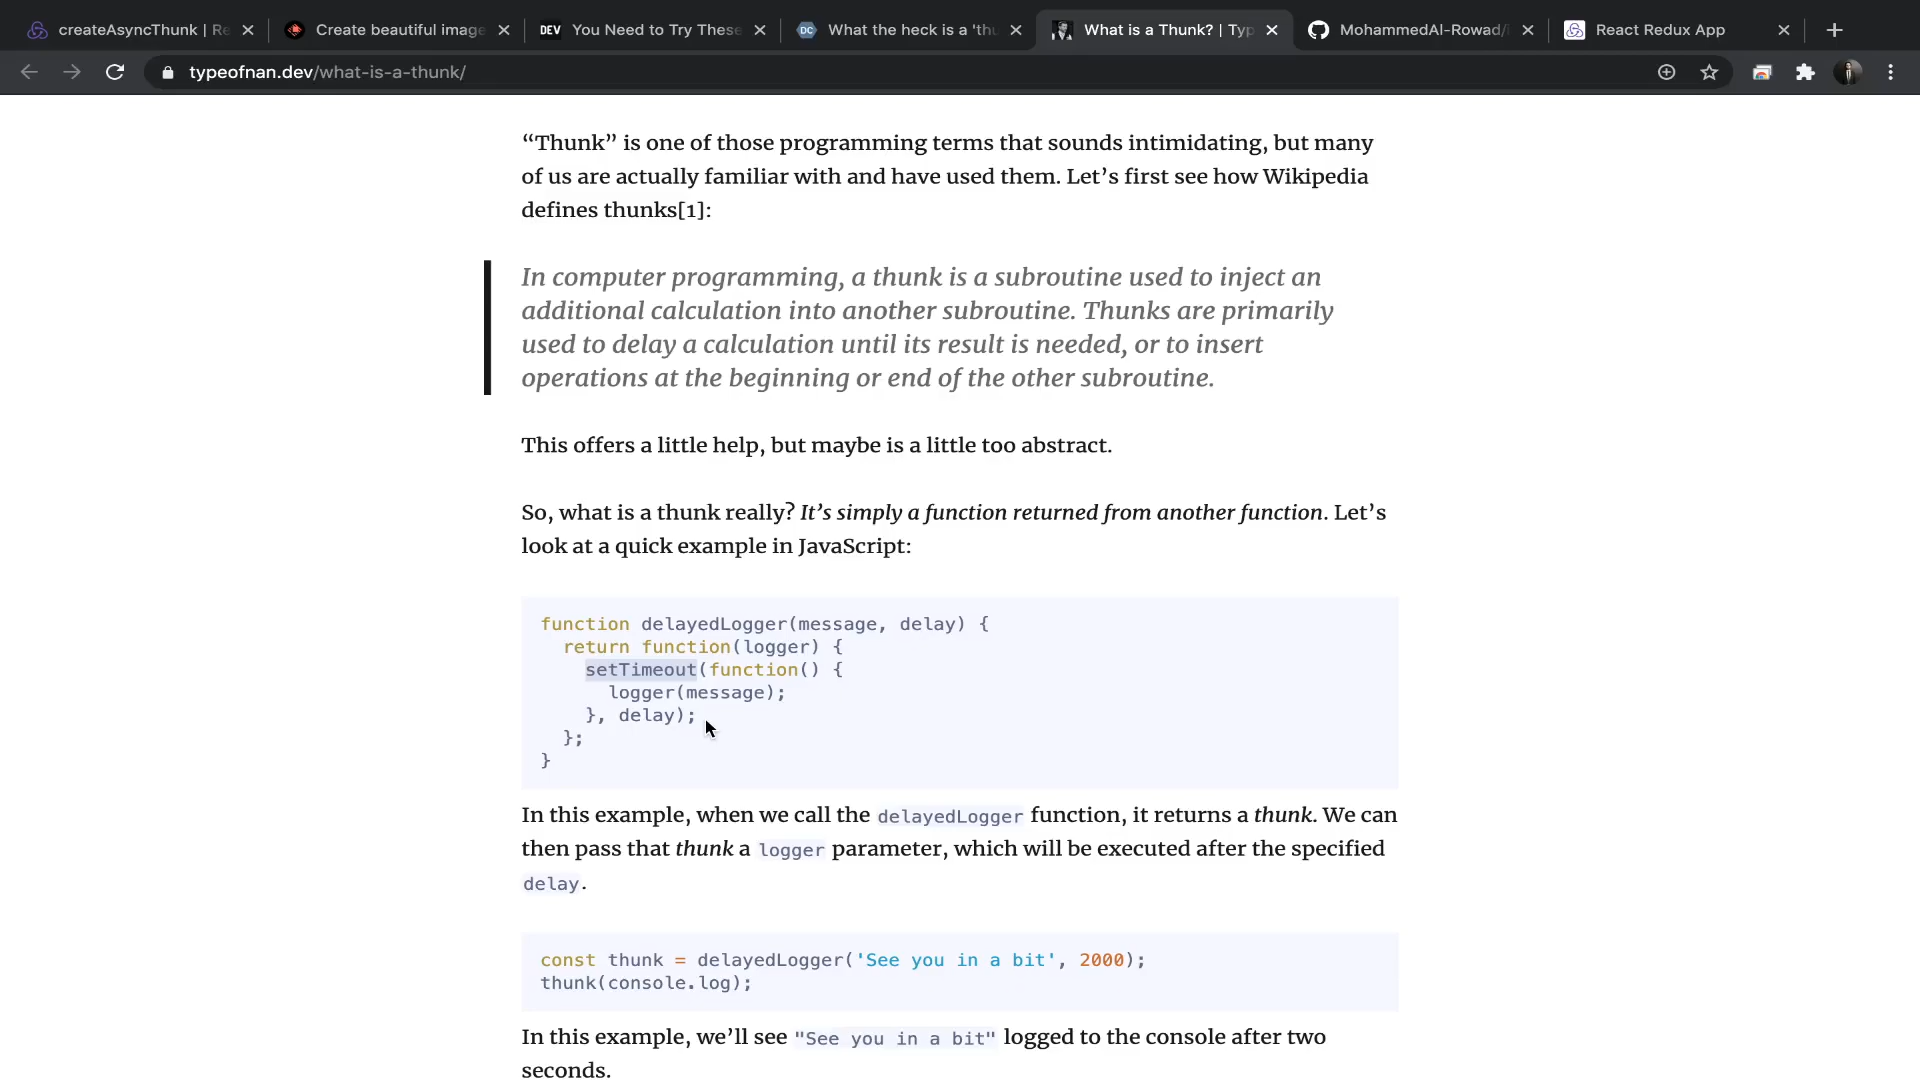 createAsyncThunk | Re
Create beautiful image
DEV You Need to Try These
DC What the heck is a 'thu
What is a Thunk? | Typ
MohammedAl-Rowad/i
React Redux App
typeofnan.dev/what-is-a-thunk/
“Thunk” is one of those programming terms that sounds intimidating, but many
of us are actually familiar with and have used them. Let’s first see how Wikipedia
defines thunks[1]:
In computer programming, a thunk is a subroutine used to inject an
additional calculation into another subroutine. Thunks are primarily
used to delay a calculation until its result is needed, or to insert
operations at the beginning or end of the other subroutine.
This offers a little help, but maybe is a little too abstract.
So, what is a thunk really? It’s simply a function returned from another function. Let’s
look at a quick example in JavaScript:
function delayedLogger(message, delay) {
return function(logger) {
setTimeout(function() {
logger(message);
}, delay);
};
}
In this example, when we call the delayedLogger function, it returns a thunk. We can
then pass that thunk a logger parameter, which will be executed after the specified
delay.
const thunk = delayedLogger('See you in a bit', 2000);
thunk(console.log);
In this example, we’ll see "See you in a bit" logged to the console after two
seconds.